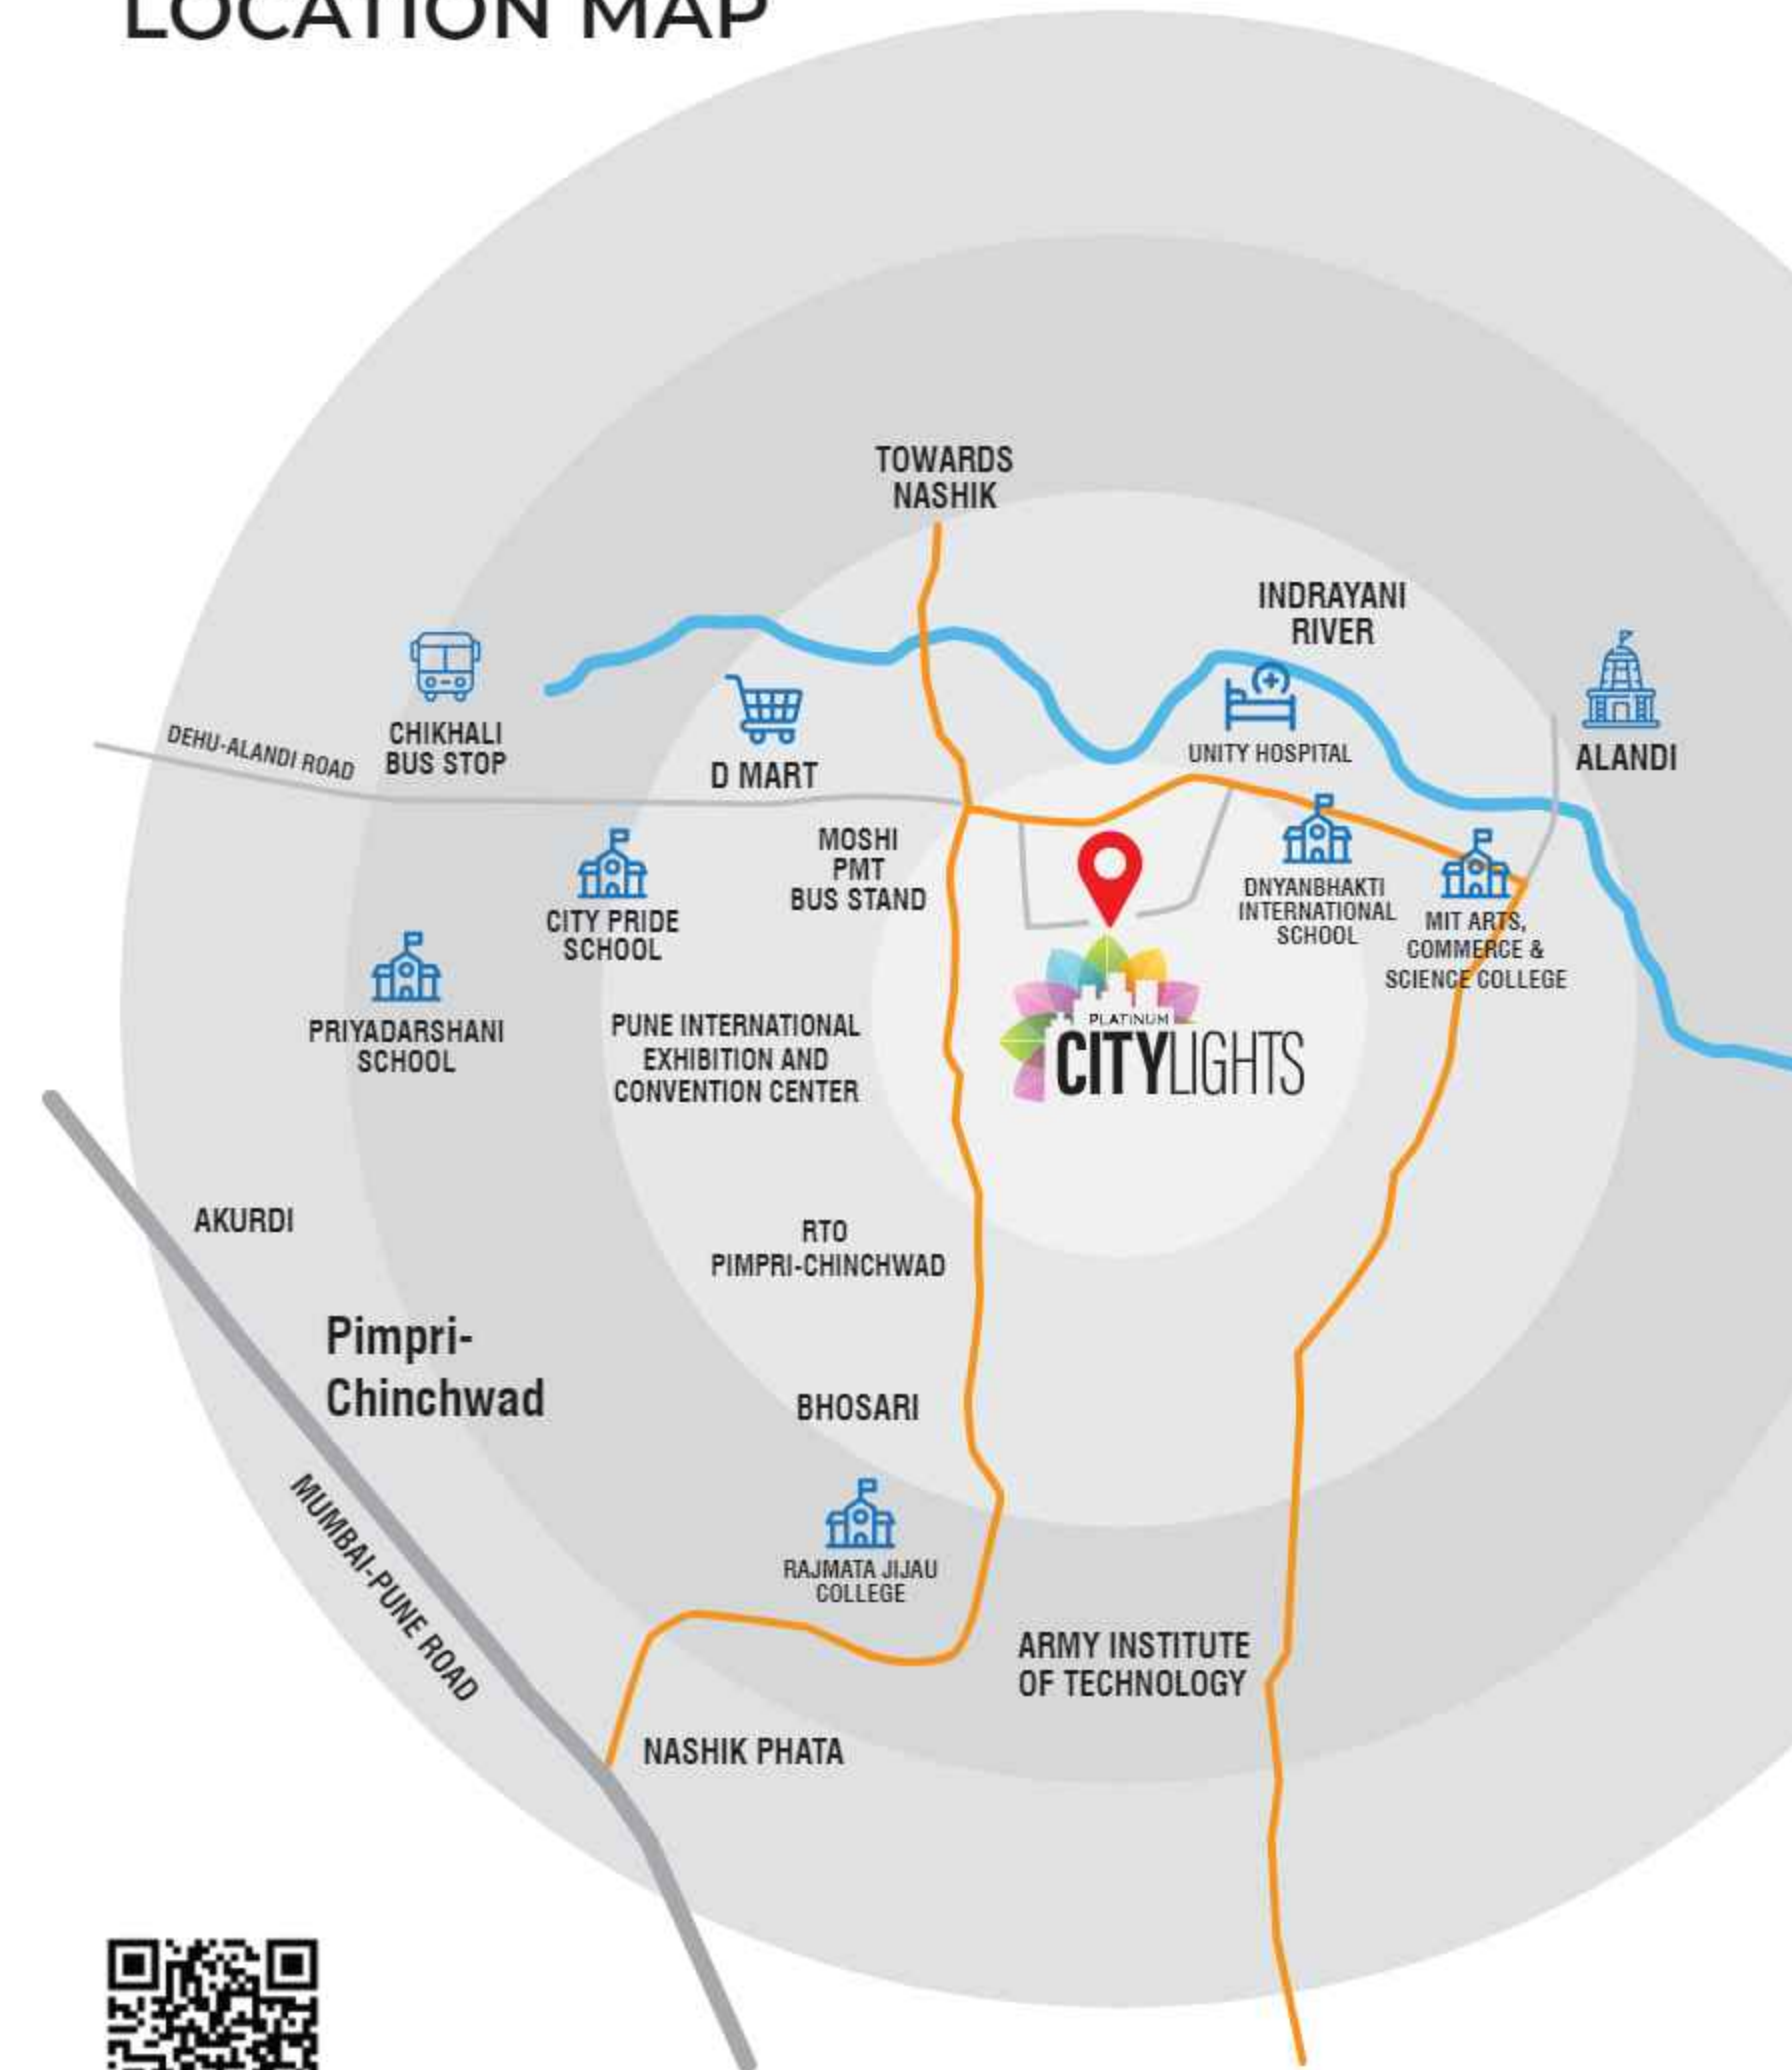 LOCATION MAP
TOWARDS
NASHIK
INDRAYANI
RIVER
CHIKHALI
BUS STOP
DEHU-ALANDI ROAD
D MART
UNITY HOSPITAL
ALANDI
MOSHI
PMT
BUS STAND
CITY PRIDE
SCHOOL
DNYANBHAKTI
INTERNATIONAL
SCHOOL
MIT ARTS,
COMMERCE &
SCIENCE COLLEGE
PRIYADARSHANI
SCHOOL
PUNE INTERNATIONAL
EXHIBITION AND
CONVENTION CENTER
PLATINUM
CITYLIGHTS
AKURDI
RTO
PIMPRI-CHINCHWAD
Pimpri-
Chinchwad
BHOSARI
MUMBAI-PUNE ROAD
RAJMATA JIJAU
COLLEGE
ARMY INSTITUTE
OF TECHNOLOGY
NASHIK PHATA